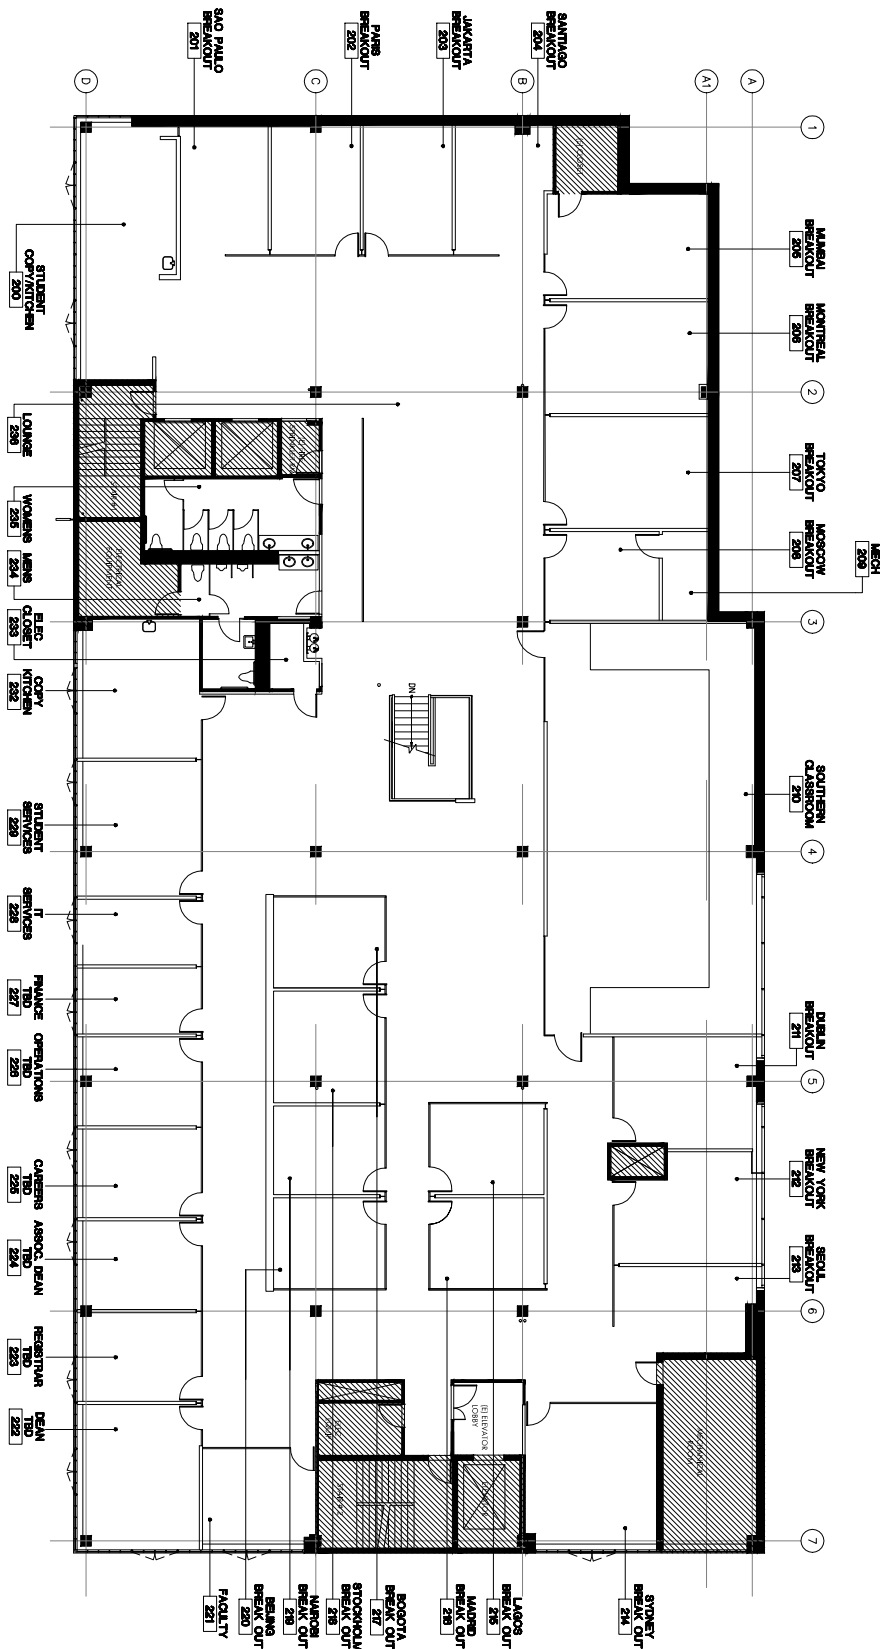 SAO PAULO
BREAKOUT
201
PARIS
BREAKOUT
202
JAKARTA
BREAKOUT
203
SANTIAGO
BREAKOUT
204
D
C
B
A1
A
1
2
3
4
5
6
7
MUMBAI
BREAKOUT
205
MONTREAL
BREAKOUT
206
TOKYO
BREAKOUT
207
MOSCOW
BREAKOUT
208
MECH
209
SOUTHERN
CLASSROOM
210
DUBLIN
BREAKOUT
211
NEW YORK
BREAKOUT
212
SEOUL
BREAKOUT
213
SYDNEY
BREAK OUT
214
LAGOS
BREAK OUT
215
MADRID
BREAK OUT
216
BOGOTA
BREAK OUT
217
STOCKHOLM
BREAK OUT
218
NAIROBI
BREAK OUT
219
BEIJING
BREAK OUT
220
FACULTY
221
DEAN
TBD
222
REGISTRAR
TBD
223
ASSOC. DEAN
TBD
224
CAREERS
TBD
225
OPERATIONS
TBD
226
FINANCE
TBD
227
IT
SERVICES
228
STUDENT
SERVICES
229
COPY
KITCHEN
232
ELEC
CLOSET
233
MENS
234
WOMENS
235
LOUNGE
236
STUDENT
COPY/KITCHEN
200
DN
(E) ELEVATOR
LOBBY